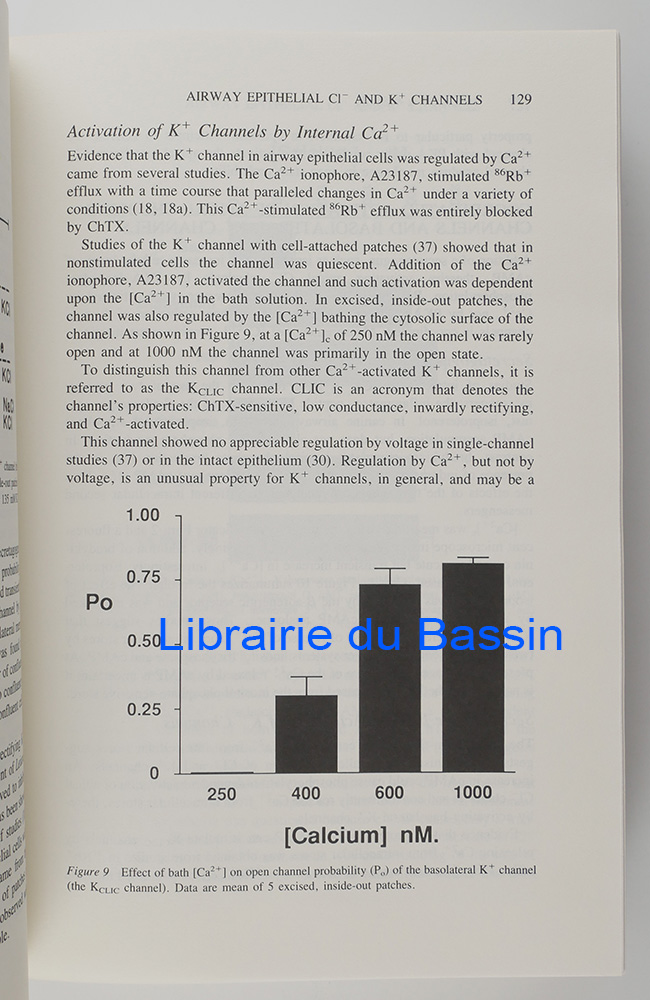 AIRWAY EPITHELIAL Cl⁻ AND K⁺ CHANNELS 129
Activation of K⁺ Channels by Internal Ca²⁺
Evidence that the K⁺ channel in airway epithelial cells was regulated by Ca²⁺
came from several studies. The Ca²⁺ ionophore, A23187, stimulated ⁸⁶Rb⁺
efflux with a time course that paralleled changes in Ca²⁺ under a variety of
conditions (18, 18a). This Ca²⁺-stimulated ⁸⁶Rb⁺ efflux was entirely blocked
by ChTX.
Studies of the K⁺ channel with cell-attached patches (37) showed that in
nonstimulated cells the channel was quiescent. Addition of the Ca²⁺
ionophore, A23187, activated the channel and such activation was dependent
upon the [Ca²⁺] in the bath solution. In excised, inside-out patches, the
channel was also regulated by the [Ca²⁺] bathing the cytosolic surface of the
channel. As shown in Figure 9, at a [Ca²⁺]c of 250 nM the channel was rarely
open and at 1000 nM the channel was primarily in the open state.
To distinguish this channel from other Ca²⁺-activated K⁺ channels, it is
referred to as the KCLIC channel. CLIC is an acronym that denotes the
channel's properties: ChTX-sensitive, low conductance, inwardly rectifying,
and Ca²⁺-activated.
This channel showed no appreciable regulation by voltage in single-channel
studies (37) or in the intact epithelium (30). Regulation by Ca²⁺, but not by
voltage, is an unusual property for K⁺ channels, in general, and may be a
1.00
0.75
Po
0.50
Librairie du Bassin
0.25
0
250 400 600 1000
[Calcium] nM.
Figure 9 Effect of bath [Ca²⁺] on open channel probability (Po) of the basolateral K⁺ channel
(the KCLIC channel). Data are mean of 5 excised, inside-out patches.